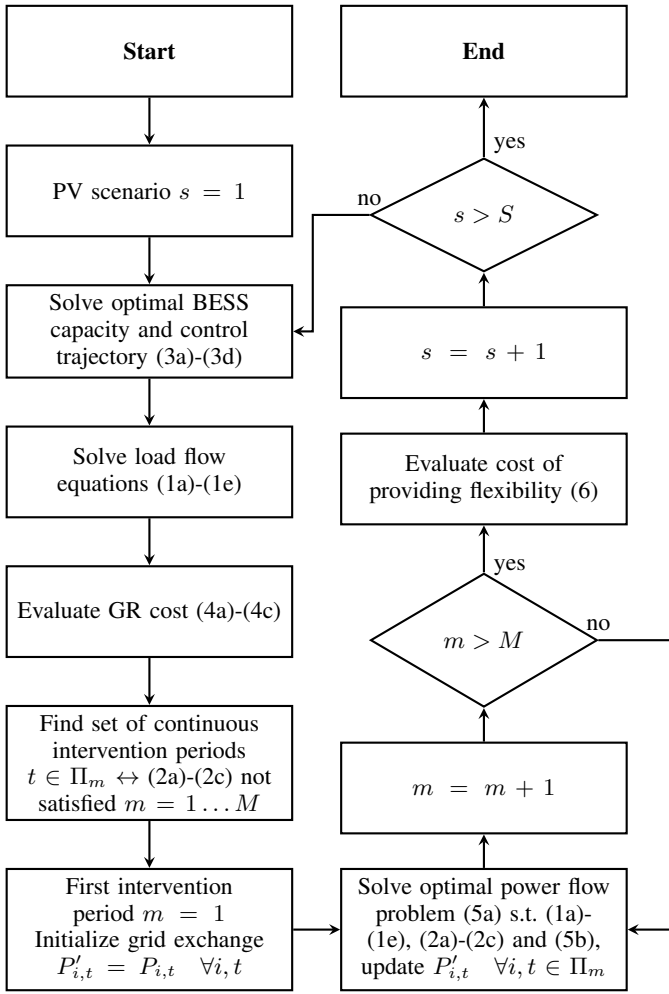 Start
PV scenario s = 1
Solve optimal BESS
capacity and control
trajectory (3a)-(3d)
Solve load flow
equations (1a)-(1e)
Evaluate GR cost (4a)-(4c)
Find set of continuous
intervention periods
t ∈ Π_m ↔ (2a)-(2c) not
satisfied m = 1 … M
First intervention
period m = 1
Initialize grid exchange
P′_{i,t} = P_{i,t} ∀i, t
End
yes
no
s > S
s = s + 1
Evaluate cost of
providing flexibility (6)
yes
no
m > M
m = m + 1
Solve optimal power flow
problem (5a) s.t. (1a)-
(1e), (2a)-(2c) and (5b),
update P′_{i,t} ∀i, t ∈ Π_m